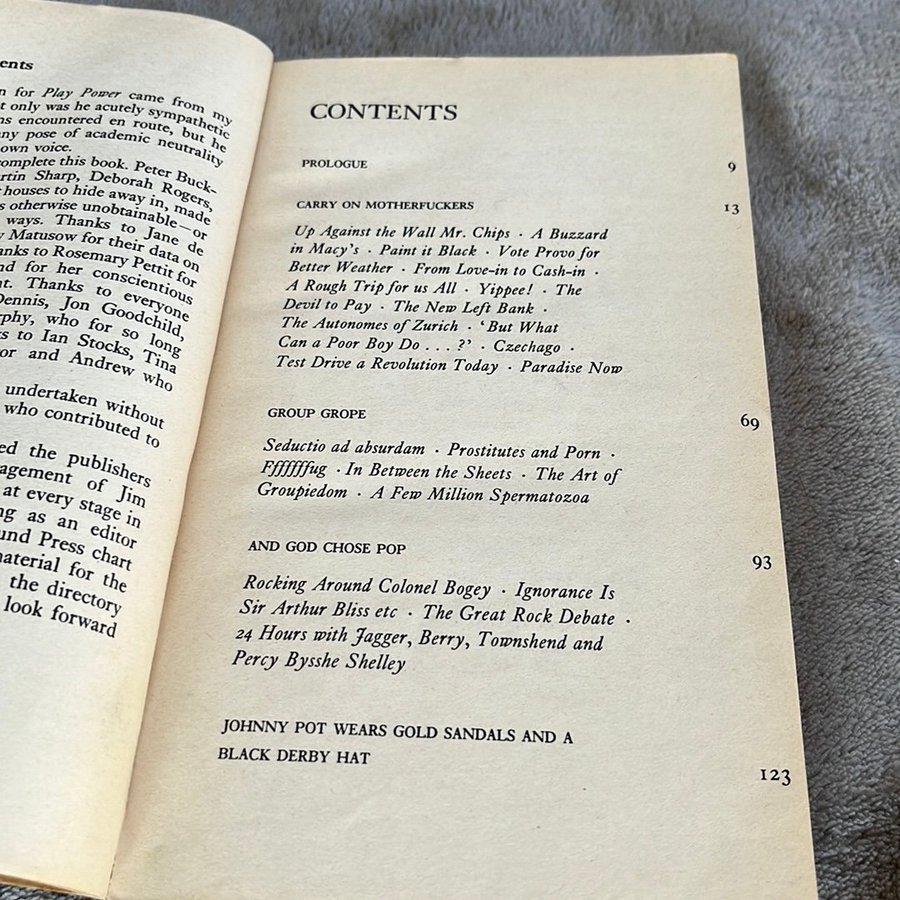 ents
n for Play Power came from my
t only was he acutely sympathetic
ns encountered en route, but he
any pose of academic neutrality
own voice.
complete this book. Peter Buck-
rtin Sharp, Deborah Rogers,
houses to hide away in, made
s otherwise unobtainable—or
ways. Thanks to Jane de
y Matusow for their data on
anks to Rosemary Pettit for
nd for her conscientious
nt. Thanks to everyone
Dennis, Jon Goodchild,
rphy, who for so long
s to Ian Stocks, Tina
or and Andrew who
undertaken without
who contributed to
ed the publishers
agement of Jim
at every stage in
ng as an editor
und Press chart
material for the
the directory
look forward
CONTENTS
PROLOGUE 9
CARRY ON MOTHERFUCKERS 13
Up Against the Wall Mr. Chips · A Buzzard
in Macy's · Paint it Black · Vote Provo for
Better Weather · From Love-in to Cash-in ·
A Rough Trip for us All · Yippee! · The
Devil to Pay · The New Left Bank ·
The Autonomes of Zurich · ‘But What
Can a Poor Boy Do . . . ?’ · Czechago ·
Test Drive a Revolution Today · Paradise Now
GROUP GROPE 69
Seductio ad absurdam · Prostitutes and Porn ·
Ffffffug · In Between the Sheets · The Art of
Groupiedom · A Few Million Spermatozoa
AND GOD CHOSE POP 93
Rocking Around Colonel Bogey · Ignorance Is
Sir Arthur Bliss etc · The Great Rock Debate ·
24 Hours with Jagger, Berry, Townshend and
Percy Bysshe Shelley
JOHNNY POT WEARS GOLD SANDALS AND A
BLACK DERBY HAT 123